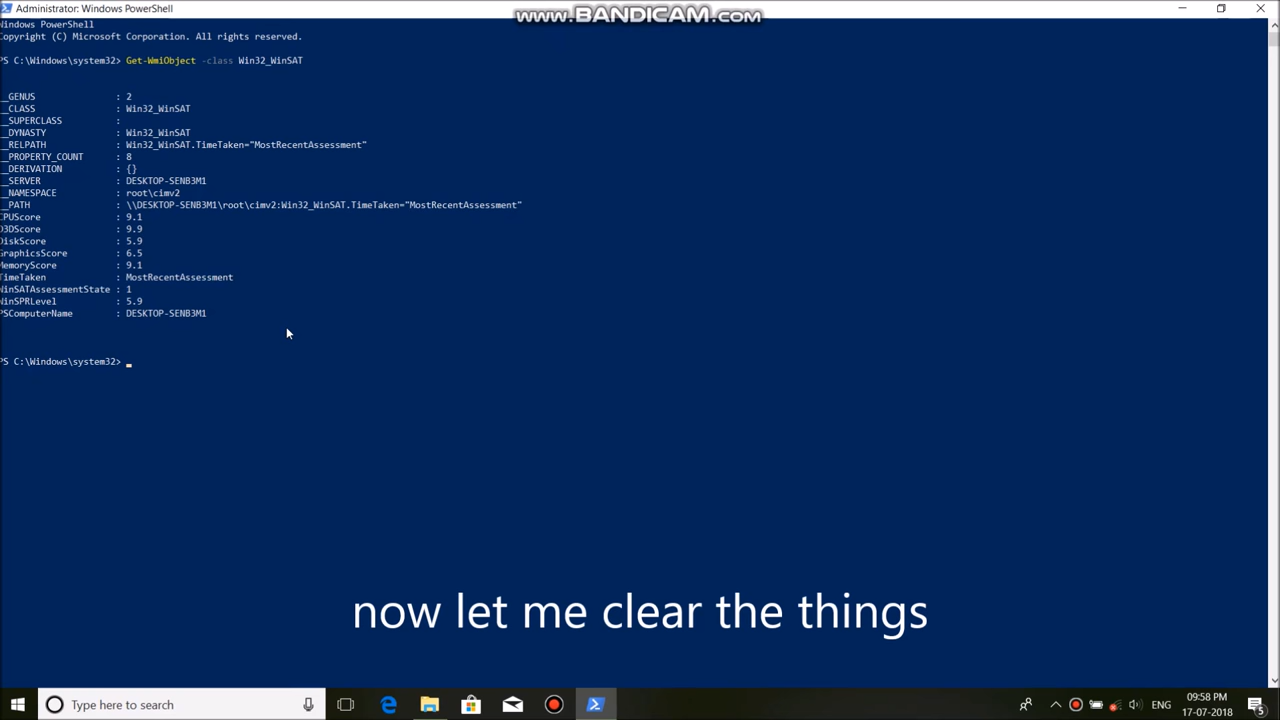 Administrator: Windows PowerShell
www.BANDICAM.com
Windows PowerShell
Copyright (C) Microsoft Corporation. All rights reserved.
PS C:\Windows\system32> Get-WmiObject -class Win32_WinSAT
__GENUS : 2
__CLASS : Win32_WinSAT
__SUPERCLASS :
__DYNASTY : Win32_WinSAT
__RELPATH : Win32_WinSAT.TimeTaken="MostRecentAssessment"
__PROPERTY_COUNT : 8
__DERIVATION : {}
__SERVER : DESKTOP-SENB3M1
__NAMESPACE : root\cimv2
__PATH : \\DESKTOP-SENB3M1\root\cimv2:Win32_WinSAT.TimeTaken="MostRecentAssessment"
CPUScore : 9.1
D3DScore : 9.9
DiskScore : 5.9
GraphicsScore : 6.5
MemoryScore : 9.1
TimeTaken : MostRecentAssessment
WinSATAssessmentState : 1
WinSPRLevel : 5.9
PSComputerName : DESKTOP-SENB3M1
PS C:\Windows\system32>
now let me clear the things
Type here to search
ENG
09:58 PM
17-07-2018
5